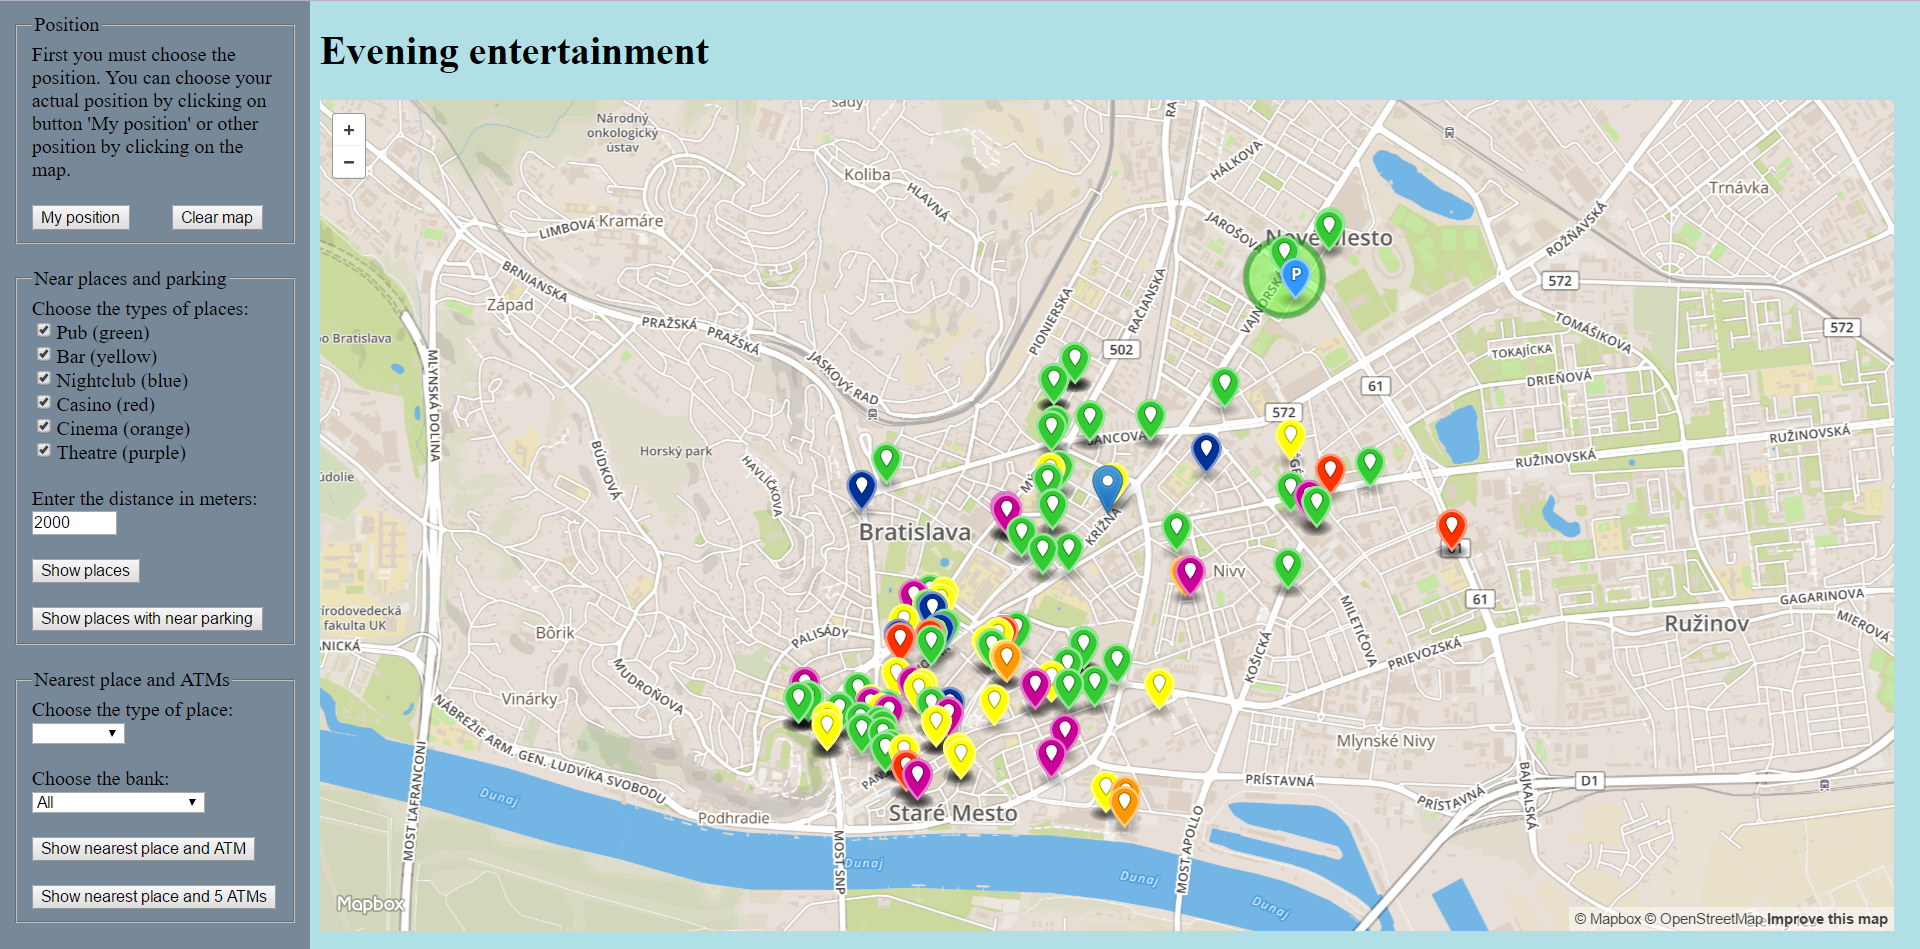 Position
First you must choose the
position. You can choose your
actual position by clicking on
button 'My position' or other
position by clicking on the
map.
My position
Clear map
Near places and parking
Choose the types of places:
Pub (green)
Bar (yellow)
Nightclub (blue)
Casino (red)
Cinema (orange)
Theatre (purple)
Enter the distance in meters:
2000
Show places
Show places with near parking
Nearest place and ATMs
Choose the type of place:
Choose the bank:
All
Show nearest place and ATM
Show nearest place and 5 ATMs
Evening entertainment
+
−
sady
Národný
onkologický
ústav
Koliba
HLAVNÁ
RA
HÁLKOVA
Trnávka
Kramáre
LIMBOVÁ
JAROŠOVA
Nové Mesto
ROŽŇAVSKÁ
BRNIANSKA
P
572
Západ
VAJNORSKÁ
PIONIERSKA
RAČIANSKA
PRAŽSKÁ
PRAŽSKÁ
TOMÁŠIKOVA
572
po Bratislava
502
TOKAJÍCKA
MLYNSKÁ DOLINA
JASKOVÝ RAD
DRIEŇOVÁ
61
572
ŠANCOVÁ
RUŽINOVSKÁ
Horský park
BÚDKOVÁ
HAVLÍČKOVA
RUŽINOVSKÁ
údolie
Bratislava
KRÍŽNA
61
Nivy
61
GAGARINOVA
MIEROVÁ
írodovedecká
fakulta UK
MILETIČOVA
Ružinov
Bôrik
PALISÁDY
NICKÁ
KOŠICKÁ
PRIEVOZSKÁ
MUDROŇOVA
Vinárky
NÁBREŽIE ARM. GEN. LUDVÍKA SVOBODU
Mlynské Nivy
MOST LAFRANCONI
PRÍSTAVNÁ
PRÍSTAVNÁ
BAJKALSKÁ
D1
Dunaj
Podhradie
Staré Mesto
MOST SNP
MOST APOLLO
Dunaj
Dunaj
Dunaj
Mapbox
© Mapbox © OpenStreetMap Improve this map